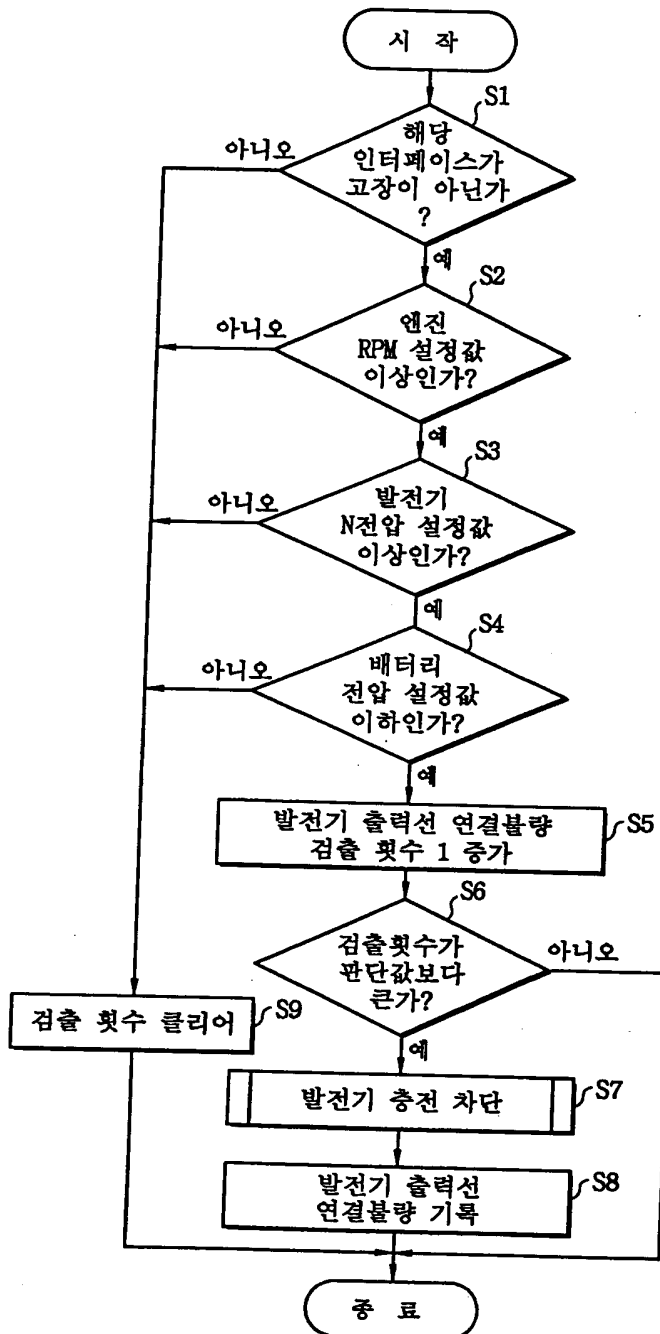 시 작
S1
해당
인터페이스가
고장이 아닌가
?
아니오
예
S2
엔진
RPM 설정값
이상인가?
아니오
예
S3
발전기
N전압 설정값
이상인가?
아니오
예
S4
배터리
전압 설정값
이하인가?
아니오
예
발전기 출력선 연결불량
검출 횟수 1 증가
S5
S6
검출횟수가
판단값보다
큰가?
아니오
예
검출 횟수 클리어
S9
발전기 충전 차단
S7
발전기 출력선
연결불량 기록
S8
종 료